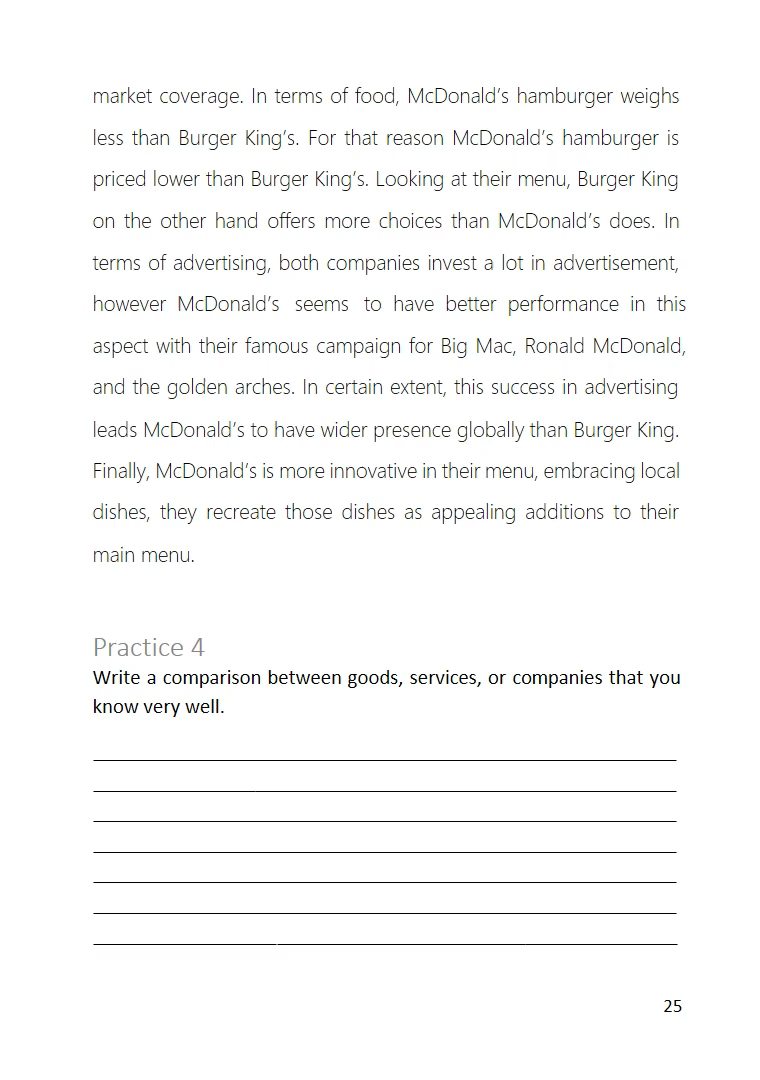 market coverage. In terms of food, McDonald’s hamburger weighs
less than Burger King’s. For that reason McDonald’s hamburger is
priced lower than Burger King’s. Looking at their menu, Burger King
on the other hand offers more choices than McDonald’s does. In
terms of advertising, both companies invest a lot in advertisement,
however McDonald’s seems to have better performance in this
aspect with their famous campaign for Big Mac, Ronald McDonald,
and the golden arches. In certain extent, this success in advertising
leads McDonald’s to have wider presence globally than Burger King.
Finally, McDonald’s is more innovative in their menu, embracing local
dishes, they recreate those dishes as appealing additions to their
main menu.
Practice 4
Write a comparison between goods, services, or companies that you
know very well.
25